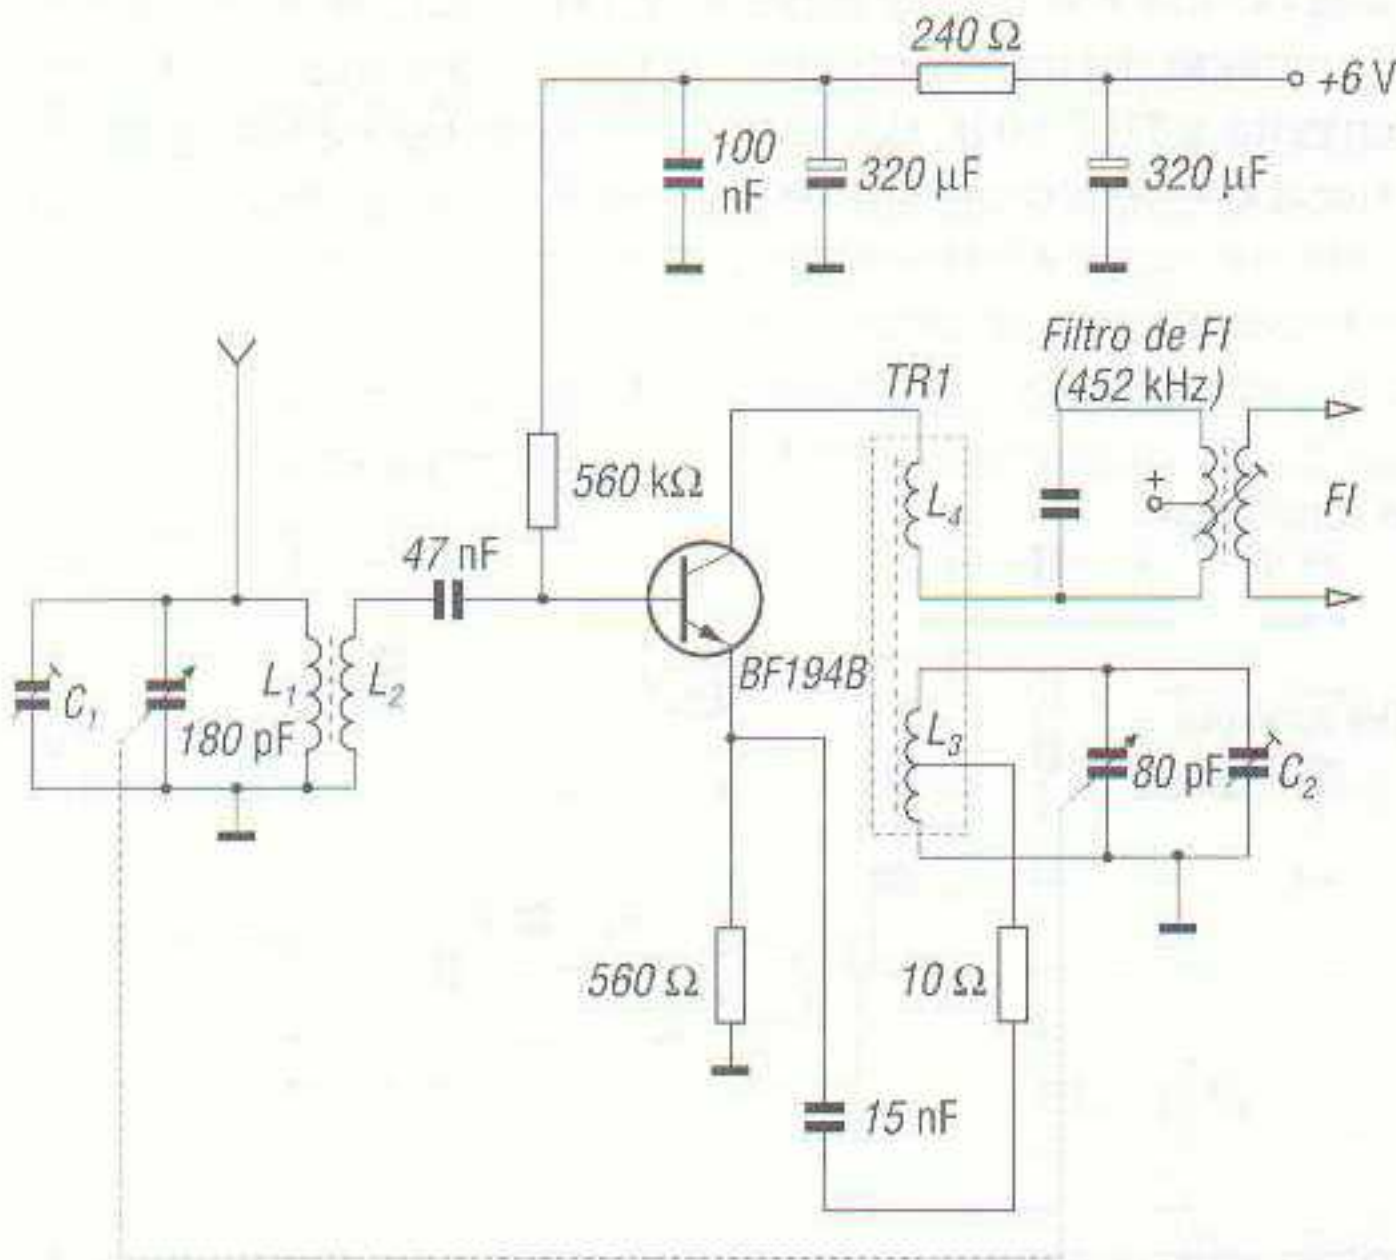 240 Ω
+6 V
100
nF
320 µF
320 µF
Filtro de FI
(452 kHz)
TR1
560 kΩ
L4
+
FI
47 nF
BF194B
C1
180 pF
L1
L2
L3
80 pF
C2
560 Ω
10 Ω
15 nF